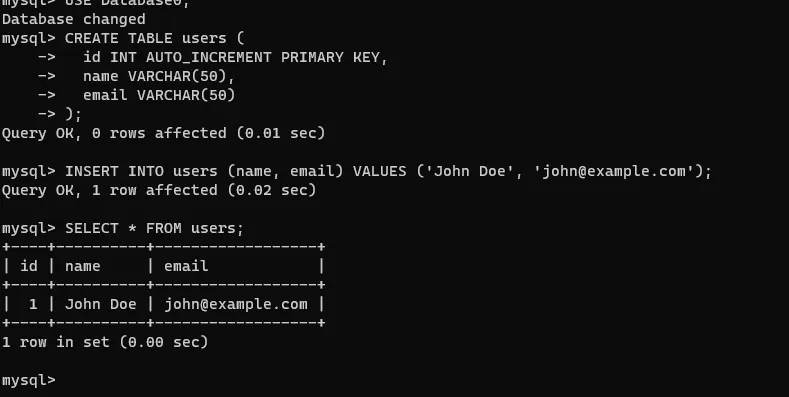 mysql> USE DataBase0;
Database changed
mysql> CREATE TABLE users (
    ->   id INT AUTO_INCREMENT PRIMARY KEY,
    ->   name VARCHAR(50),
    ->   email VARCHAR(50)
    -> );
Query OK, 0 rows affected (0.01 sec)
mysql> INSERT INTO users (name, email) VALUES ('John Doe', 'john@example.com');
Query OK, 1 row affected (0.02 sec)
mysql> SELECT * FROM users;
+----+----------+------------------+
| id | name     | email            |
+----+----------+------------------+
|  1 | John Doe | john@example.com |
+----+----------+------------------+
1 row in set (0.00 sec)
mysql>